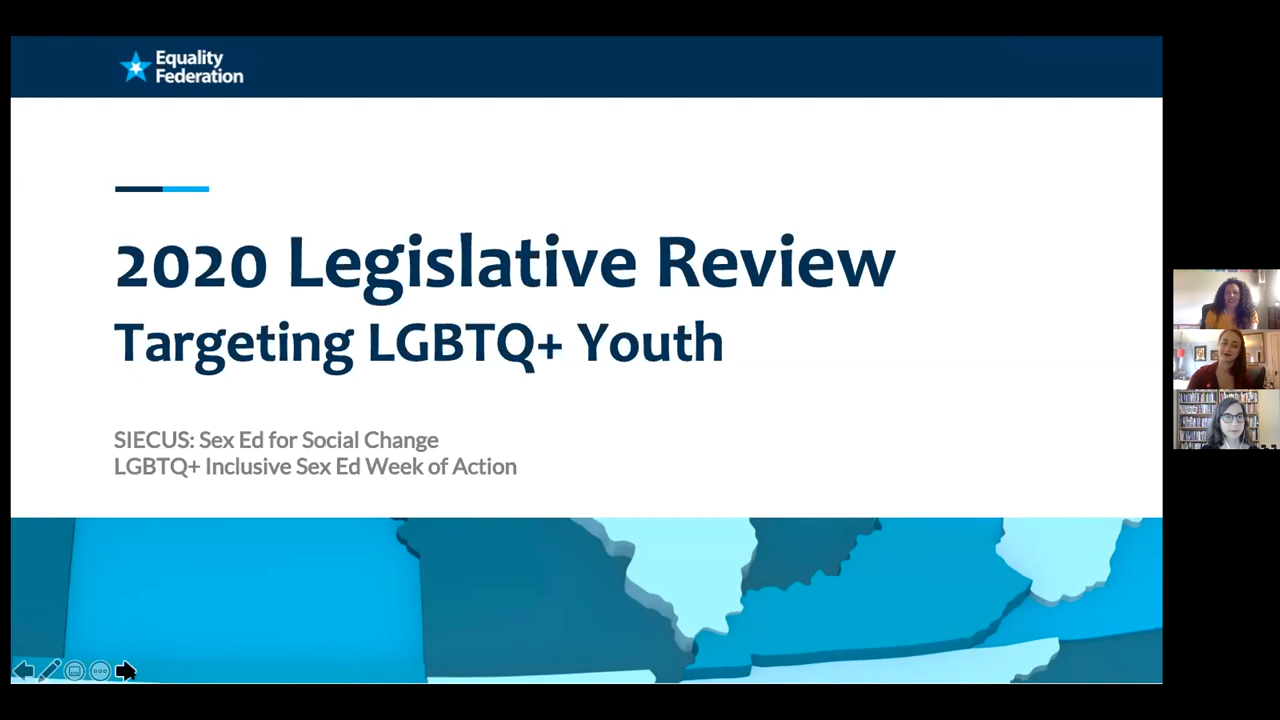 Equality
Federation
2020 Legislative Review
Targeting LGBTQ+ Youth
SIECUS: Sex Ed for Social Change
LGBTQ+ Inclusive Sex Ed Week of Action